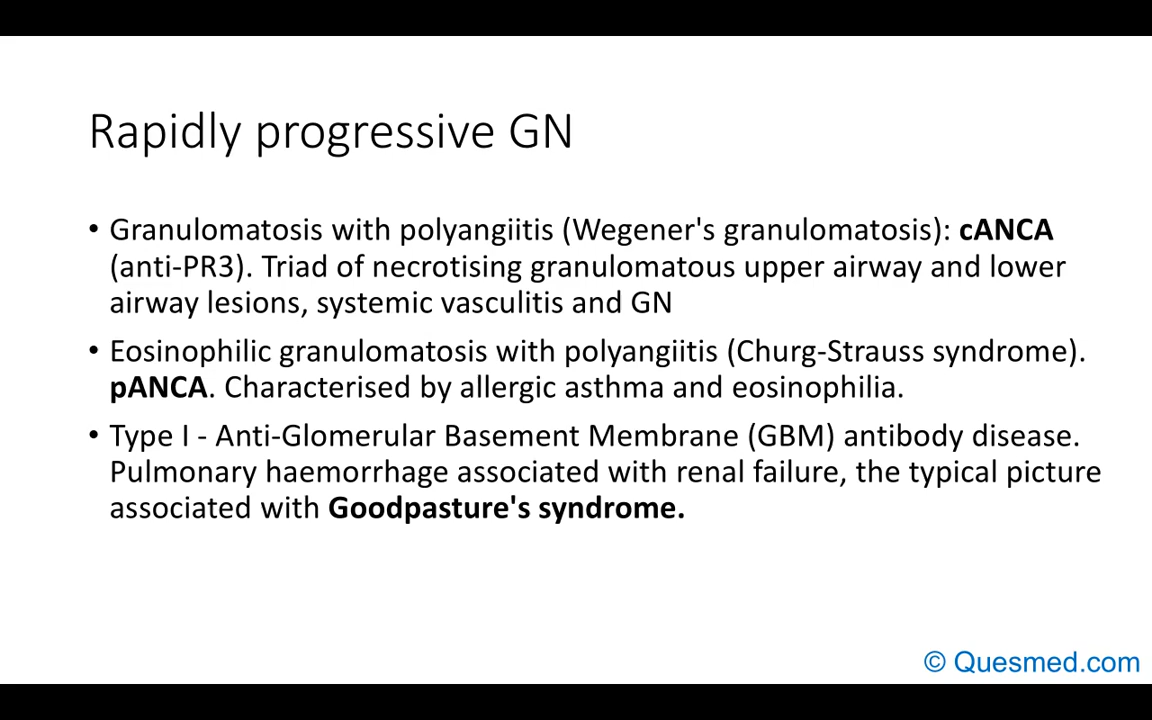 Rapidly progressive GN
• Granulomatosis with polyangiitis (Wegener's granulomatosis): cANCA
(anti-PR3). Triad of necrotising granulomatous upper airway and lower
airway lesions, systemic vasculitis and GN
• Eosinophilic granulomatosis with polyangiitis (Churg-Strauss syndrome).
pANCA. Characterised by allergic asthma and eosinophilia.
• Type I - Anti-Glomerular Basement Membrane (GBM) antibody disease.
Pulmonary haemorrhage associated with renal failure, the typical picture
associated with Goodpasture's syndrome.
© Quesmed.com